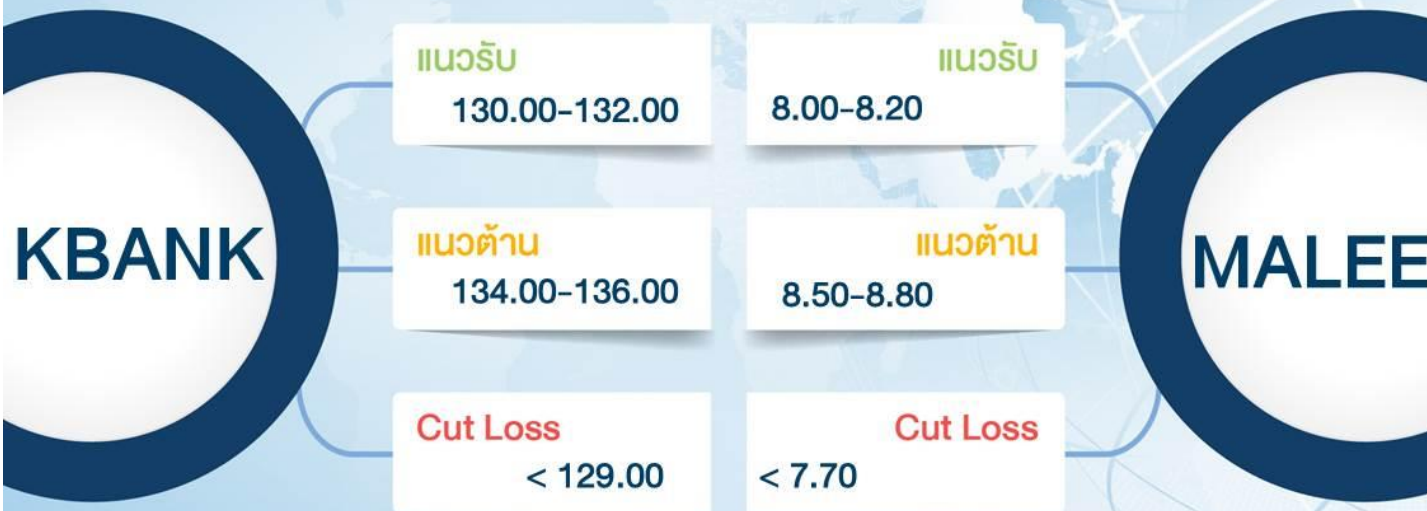 KBANK
แนวรับ
130.00-132.00
แนวต้าน
134.00-136.00
Cut Loss
< 129.00
แนวรับ
8.00-8.20
แนวต้าน
8.50-8.80
Cut Loss
< 7.70
MALEE